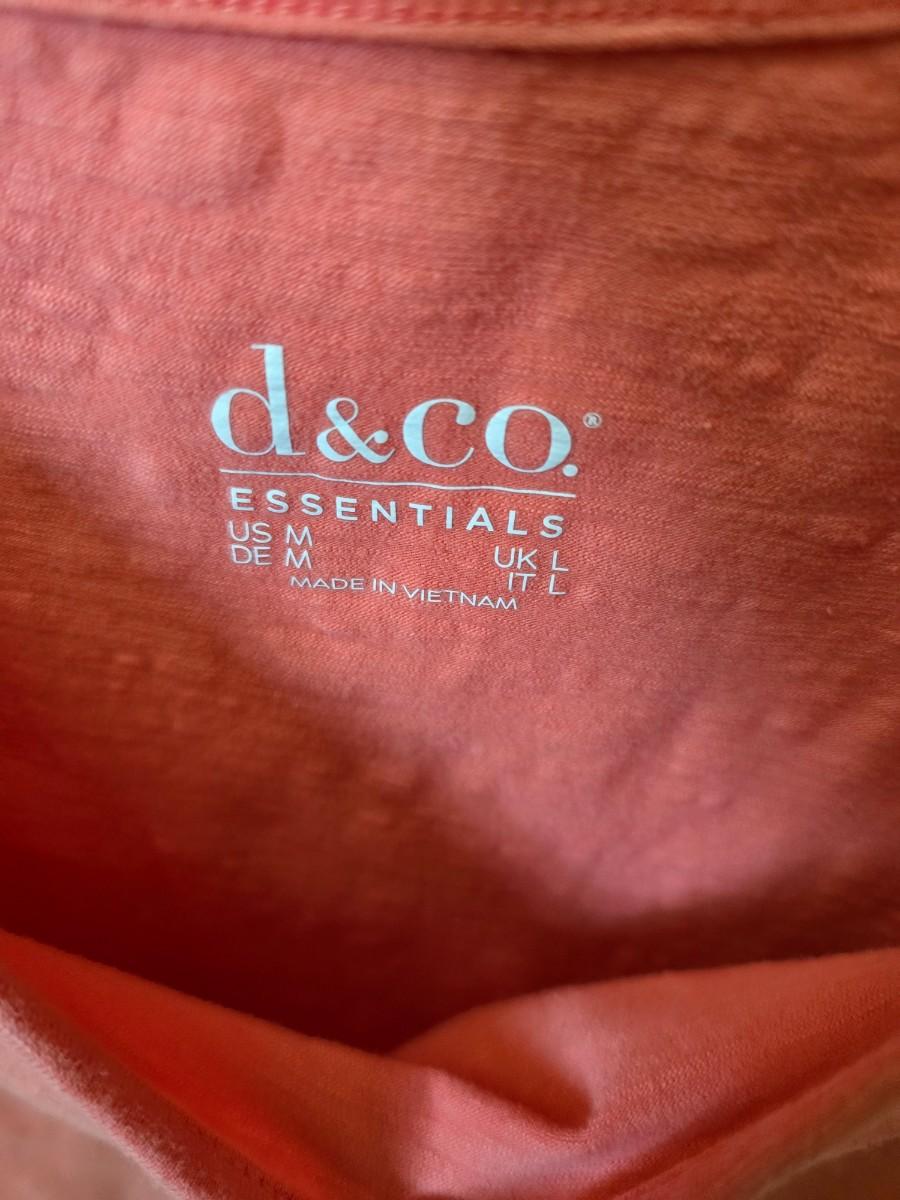 d&co.®
ESSENTIALS
US M UK L
DE M IT L
MADE IN VIETNAM